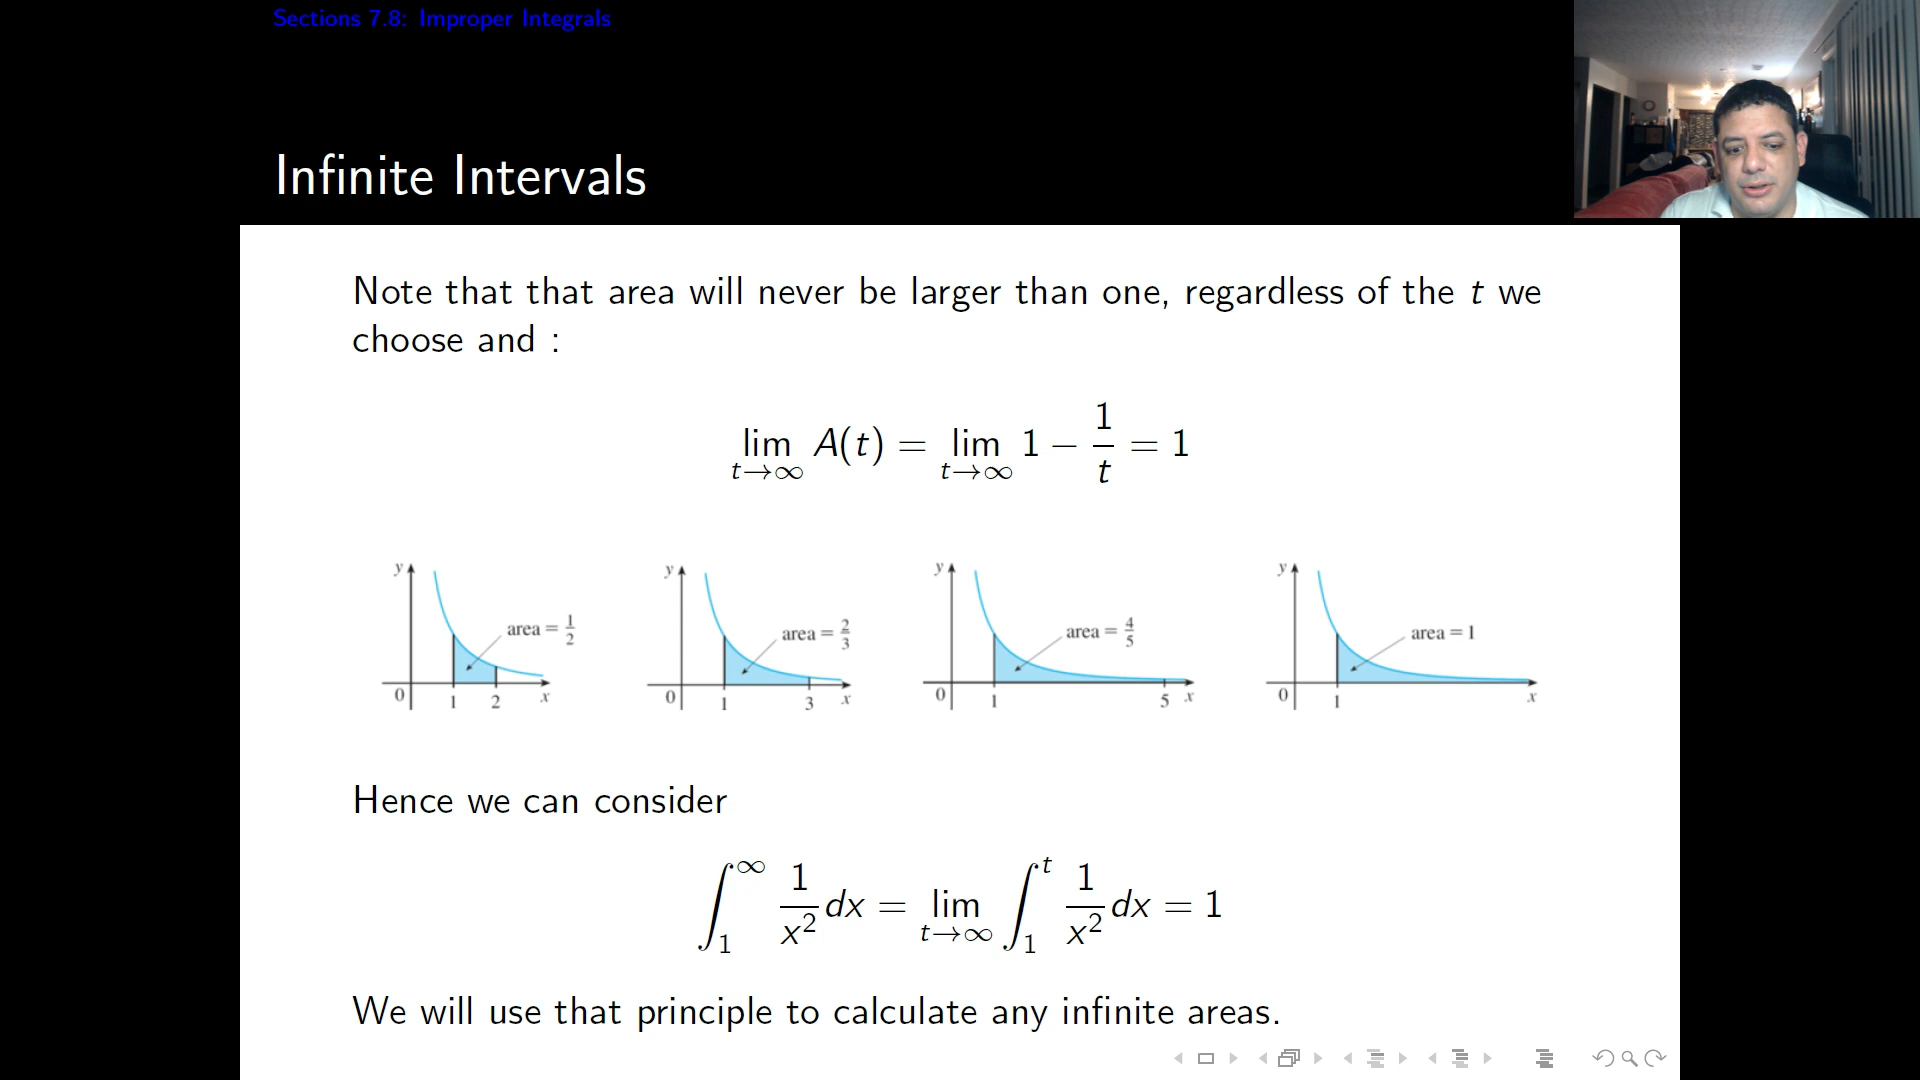 Sections 7.8: Improper Integrals
Infinite Intervals
Note that that area will never be larger than one, regardless of the t we
choose and :
lim_{t→∞} A(t) = lim_{t→∞} 1 − 1/t = 1
y area = 1/2 0 1 2 x
y area = 2/3 0 1 3 x
y area = 4/5 0 1 5 x
y area = 1 0 1 x
Hence we can consider
∫_1^∞ 1/x² dx = lim_{t→∞} ∫_1^t 1/x² dx = 1
We will use that principle to calculate any infinite areas.